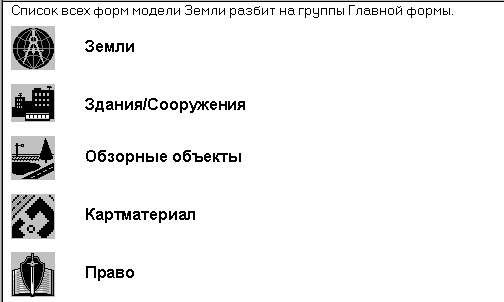 Список всех форм модели Земли разбит на группы Главной формы.
Земли
Здания/Сооружения
Обзорные объекты
Картматериал
Право